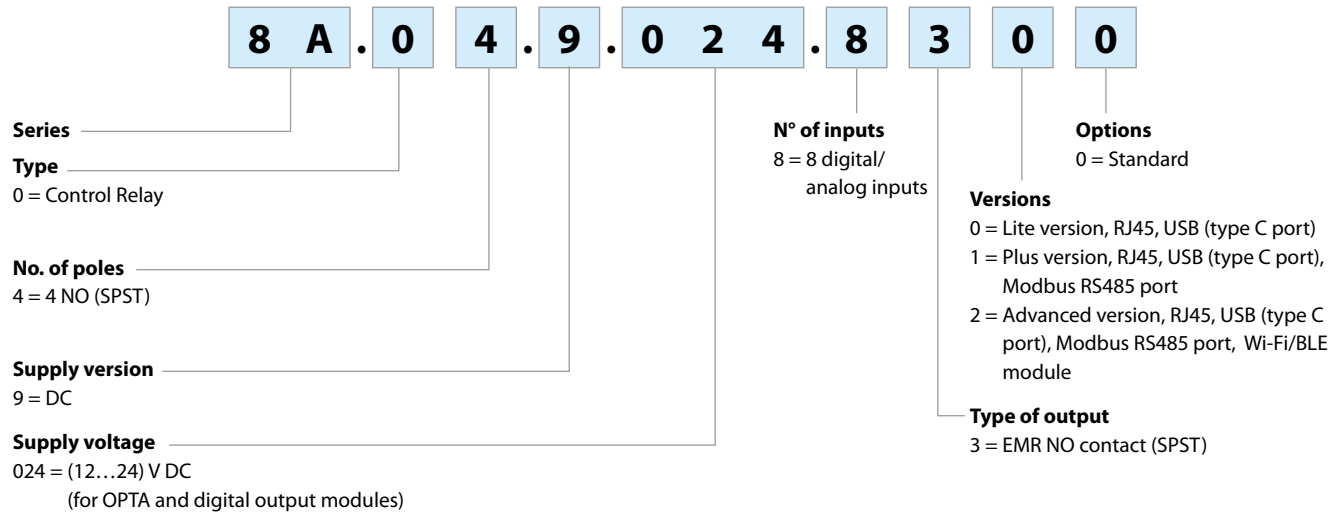 8 A . 0 4 . 9 . 0 2 4 . 8 3 0 0
Series
Type
0 = Control Relay
No. of poles
4 = 4 NO (SPST)
Supply version
9 = DC
Supply voltage
024 = (12…24) V DC
(for OPTA and digital output modules)
N° of inputs
8 = 8 digital/
analog inputs
Options
0 = Standard
Versions
0 = Lite version, RJ45, USB (type C port)
1 = Plus version, RJ45, USB (type C port),
Modbus RS485 port
2 = Advanced version, RJ45, USB (type C
port), Modbus RS485 port, Wi-Fi/BLE
module
Type of output
3 = EMR NO contact (SPST)